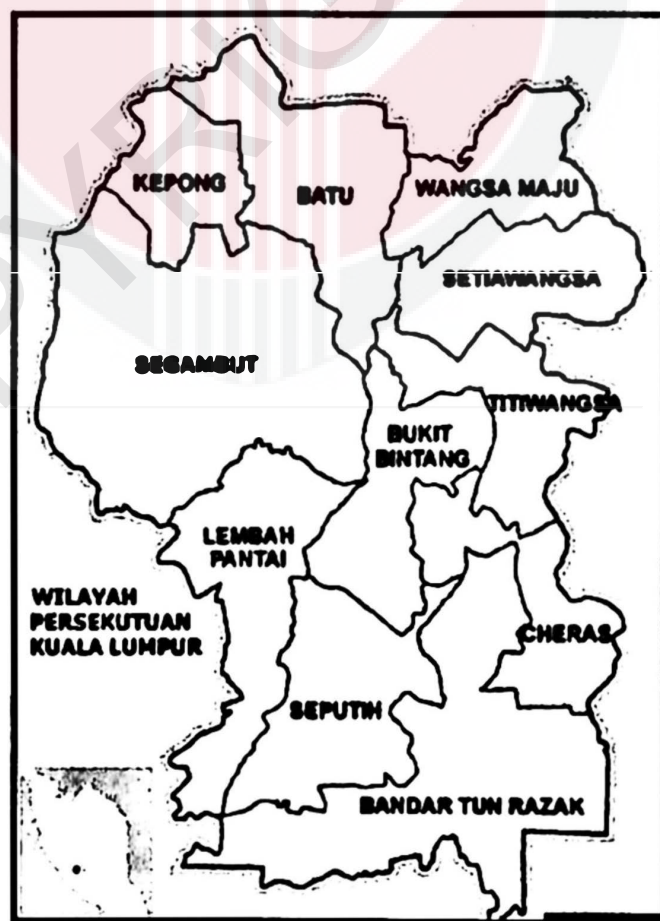 KEPONG
BATU
WANGSA MAJU
SETIAWANGSA
SEGAMBUT
TITIWANGSA
BUKIT
BINTANG
LEMBAH
PANTAI
WILAYAH
PERSEKUTUAN
KUALA LUMPUR
CHERAS
SEPUTIH
BANDAR TUN RAZAK